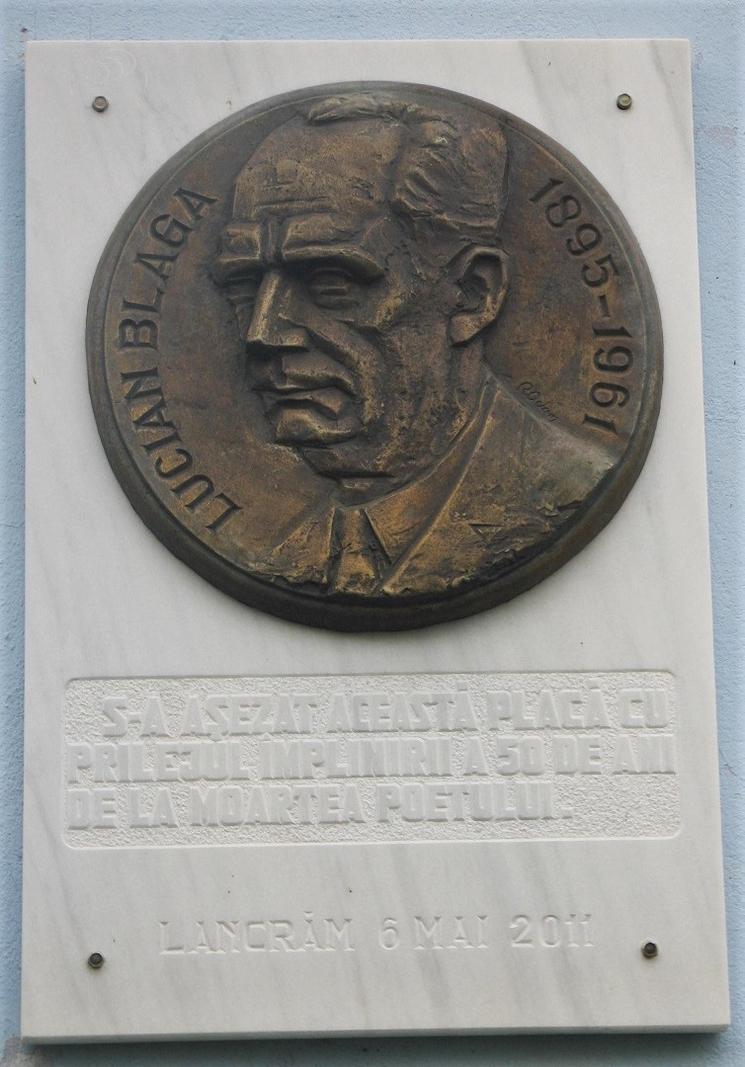 LUCIAN BLAGA
1895-1961
S-A AȘEZAT ACEASTĂ PLACĂ CU
PRILEJUL ÎMPLINIRII A 50 DE ANI
DE LA MOARTEA POETULUI.
LANCRĂM 6 MAI 2011